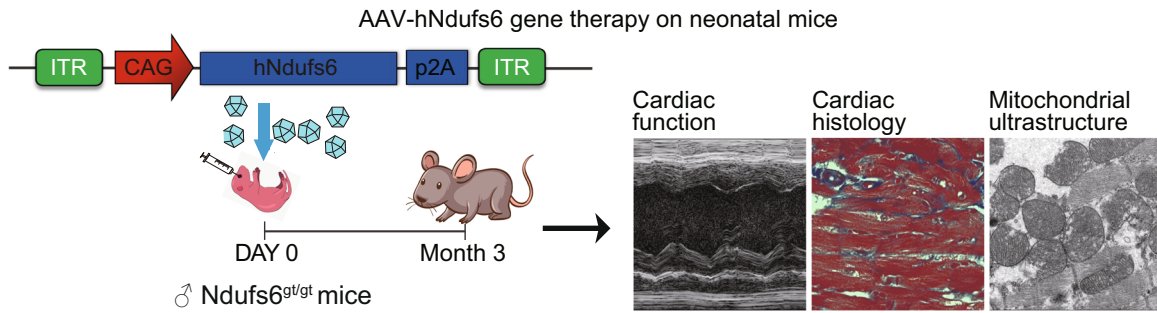 AAV-hNdufs6 gene therapy on neonatal mice
ITR CAG hNdufs6 p2A ITR
Cardiac function
Cardiac histology
Mitochondrial ultrastructure
DAY 0
Month 3
♂ Ndufs6gt/gt mice